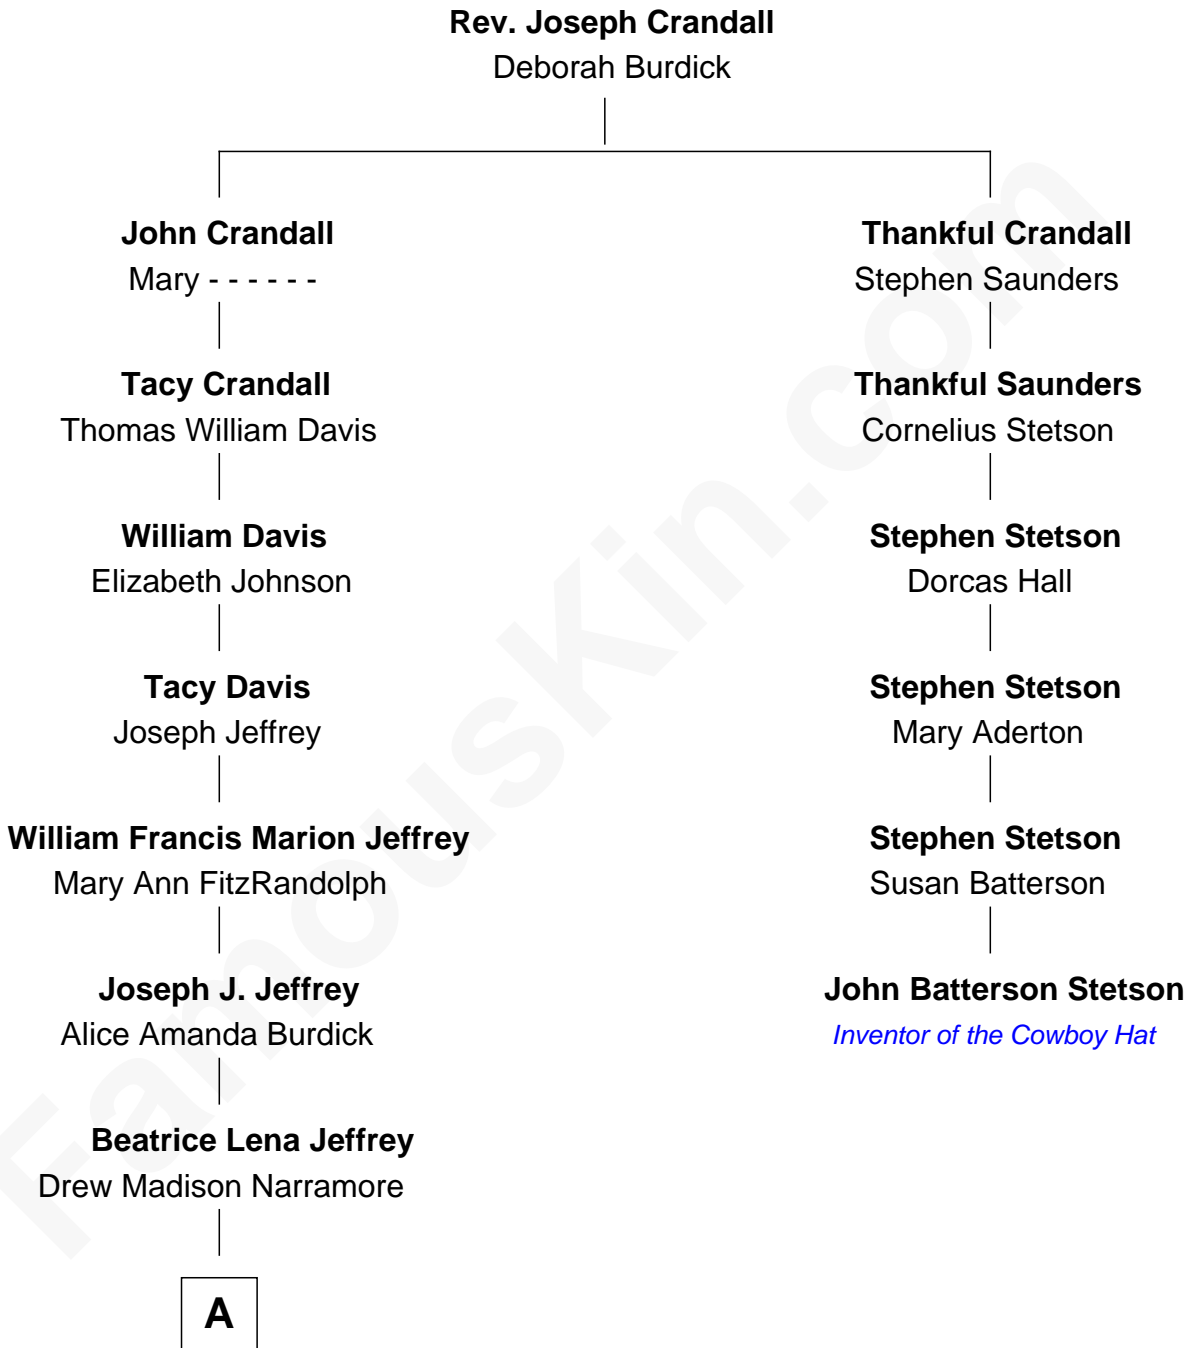 Rev. Joseph Crandall
Deborah Burdick
John Crandall
Mary - - - - - -
Thankful Crandall
Stephen Saunders
Tacy Crandall
Thomas William Davis
Thankful Saunders
Cornelius Stetson
William Davis
Elizabeth Johnson
Stephen Stetson
Dorcas Hall
Tacy Davis
Joseph Jeffrey
Stephen Stetson
Mary Aderton
William Francis Marion Jeffrey
Mary Ann FitzRandolph
Stephen Stetson
Susan Batterson
Joseph J. Jeffrey
Alice Amanda Burdick
John Batterson Stetson
Inventor of the Cowboy Hat
Beatrice Lena Jeffrey
Drew Madison Narramore
A
FamousKin.com